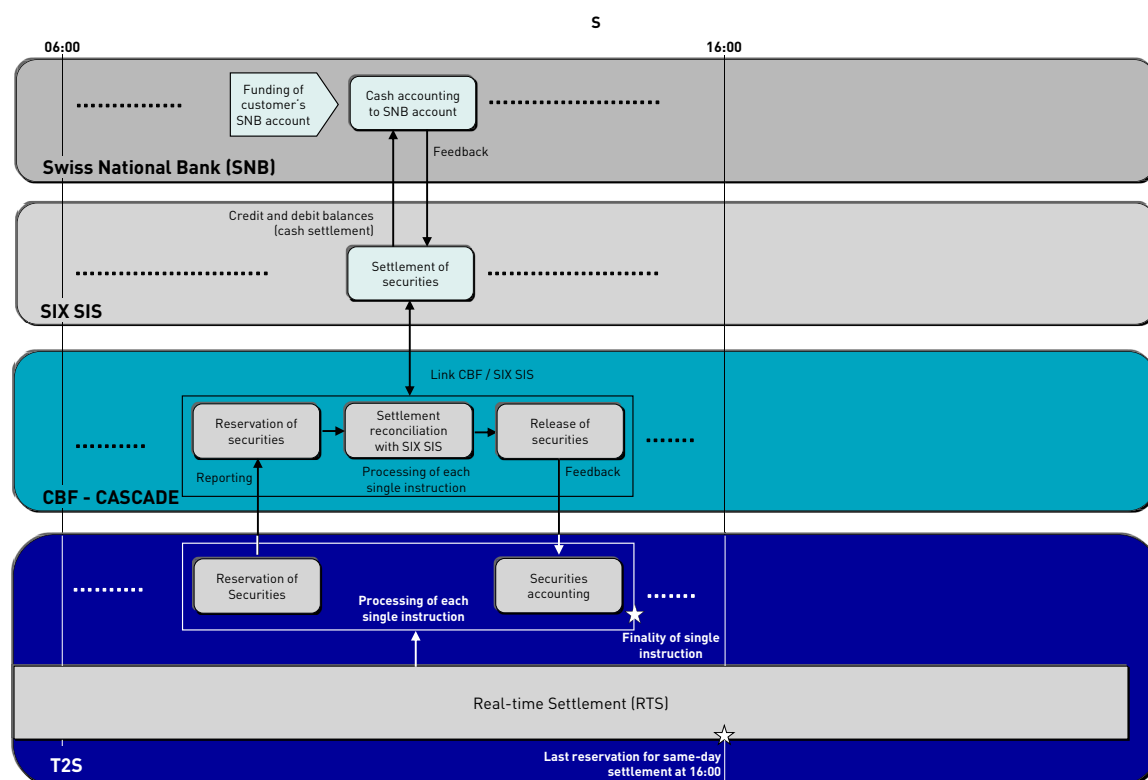 S
06:00
16:00
Funding of
customer's
SNB account
Cash accounting
to SNB account
Feedback
Swiss National Bank (SNB)
Credit and debit balances
(cash settlement)
Settlement of
securities
SIX SIS
Link CBF / SIX SIS
Reservation of
securities
Settlement
reconciliation
with SIX SIS
Release of
securities
Reporting
Processing of each
single instruction
Feedback
CBF - CASCADE
Reservation of
Securities
Securities
accounting
Processing of each
single instruction
Finality of single
instruction
Real-time Settlement (RTS)
Last reservation for same-day
settlement at 16:00
T2S